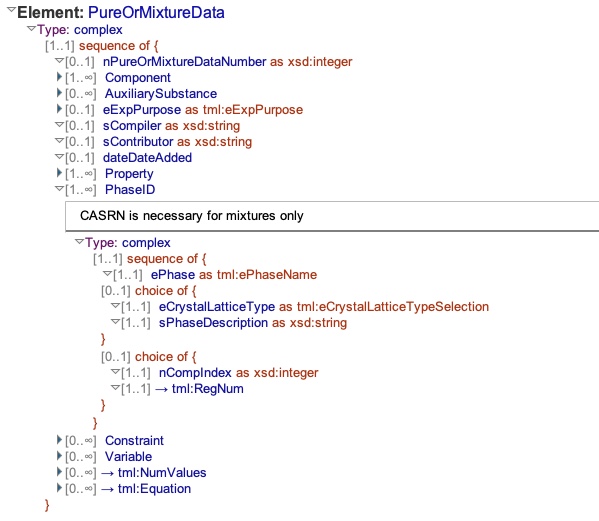 Element: PureOrMixtureData
Type: complex
[1..1] sequence of {
[0..1] nPureOrMixtureDataNumber as xsd:integer
[1..∞] Component
[0..∞] AuxiliarySubstance
[0..∞] eExpPurpose as tml:eExpPurpose
[0..1] sCompiler as xsd:string
[0..1] sContributor as xsd:string
[0..1] dateDateAdded
[1..∞] Property
[1..∞] PhaseID
CASRN is necessary for mixtures only
Type: complex
[1..1] sequence of {
[1..1] ePhase as tml:ePhaseName
[0..1] choice of {
[1..1] eCrystalLatticeType as tml:eCrystalLatticeTypeSelection
[1..1] sPhaseDescription as xsd:string
}
[0..1] choice of {
[1..1] nCompIndex as xsd:integer
[1..1] → tml:RegNum
}
}
[0..∞] Constraint
[0..∞] Variable
[0..∞] → tml:NumValues
[0..∞] → tml:Equation
}